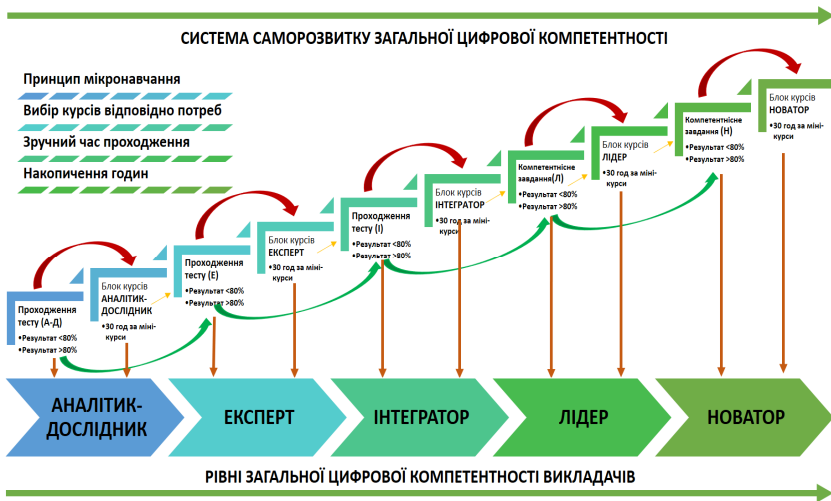 СИСТЕМА САМОРОЗВИТКУ ЗАГАЛЬНОЇ ЦИФРОВОЇ КОМПЕТЕНТНОСТІ
Принцип мікронавчання
Вибір курсів відповідно потреб
Зручний час проходження
Накопичення годин
Проходження
тесту (А-Д)
•Результат <80%
•Результат >80%
Блок курсів
АНАЛІТИК-
ДОСЛІДНИК
•30 год за міні-
курси
Проходження
тесту (Е)
•Результат <80%
•Результат >80%
Блок курсів
ЕКСПЕРТ
•30 год за міні-
курси
Проходження
тесту (І)
•Результат <80%
•Результат >80%
Блок курсів
ІНТЕГРАТОР
•30 год за міні-
курси
Компетентнісне
завдання(Л)
•Результат <80%
•Результат >80%
Блок курсів
ЛІДЕР
•30 год за міні-
курси
Компетентнісне
завдання (Н)
•Результат <80%
•Результат >80%
Блок курсів
НОВАТОР
•30 год за міні-
курси
АНАЛІТИК-
ДОСЛІДНИК
ЕКСПЕРТ
ІНТЕГРАТОР
ЛІДЕР
НОВАТОР
РІВНІ ЗАГАЛЬНОЇ ЦИФРОВОЇ КОМПЕТЕНТНОСТІ ВИКЛАДАЧІВ